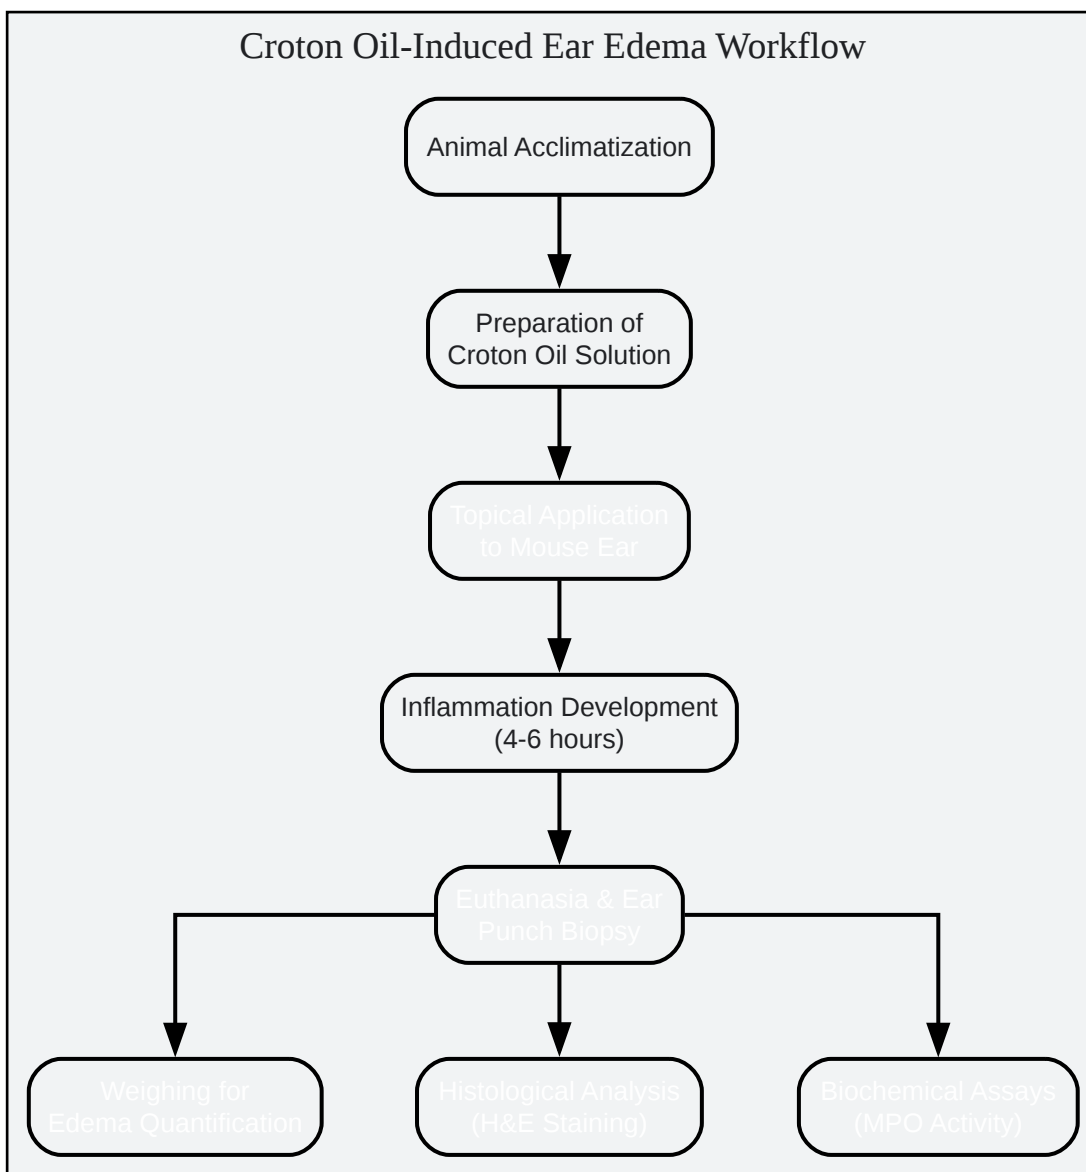 Croton Oil-Induced Ear Edema Workflow
Animal Acclimatization
Preparation of
Croton Oil Solution
Topical Application
to Mouse Ear
Inflammation Development
(4-6 hours)
Euthanasia & Ear
Punch Biopsy
Weighing for
Edema Quantification
Histological Analysis
(H&E Staining)
Biochemical Assays
(MPO Activity)